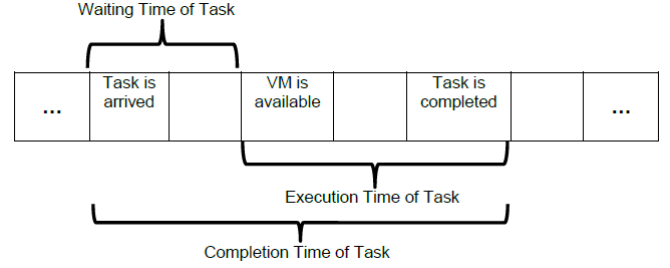 Waiting Time of Task
... Task is arrived VM is available Task is completed ...
Execution Time of Task
Completion Time of Task